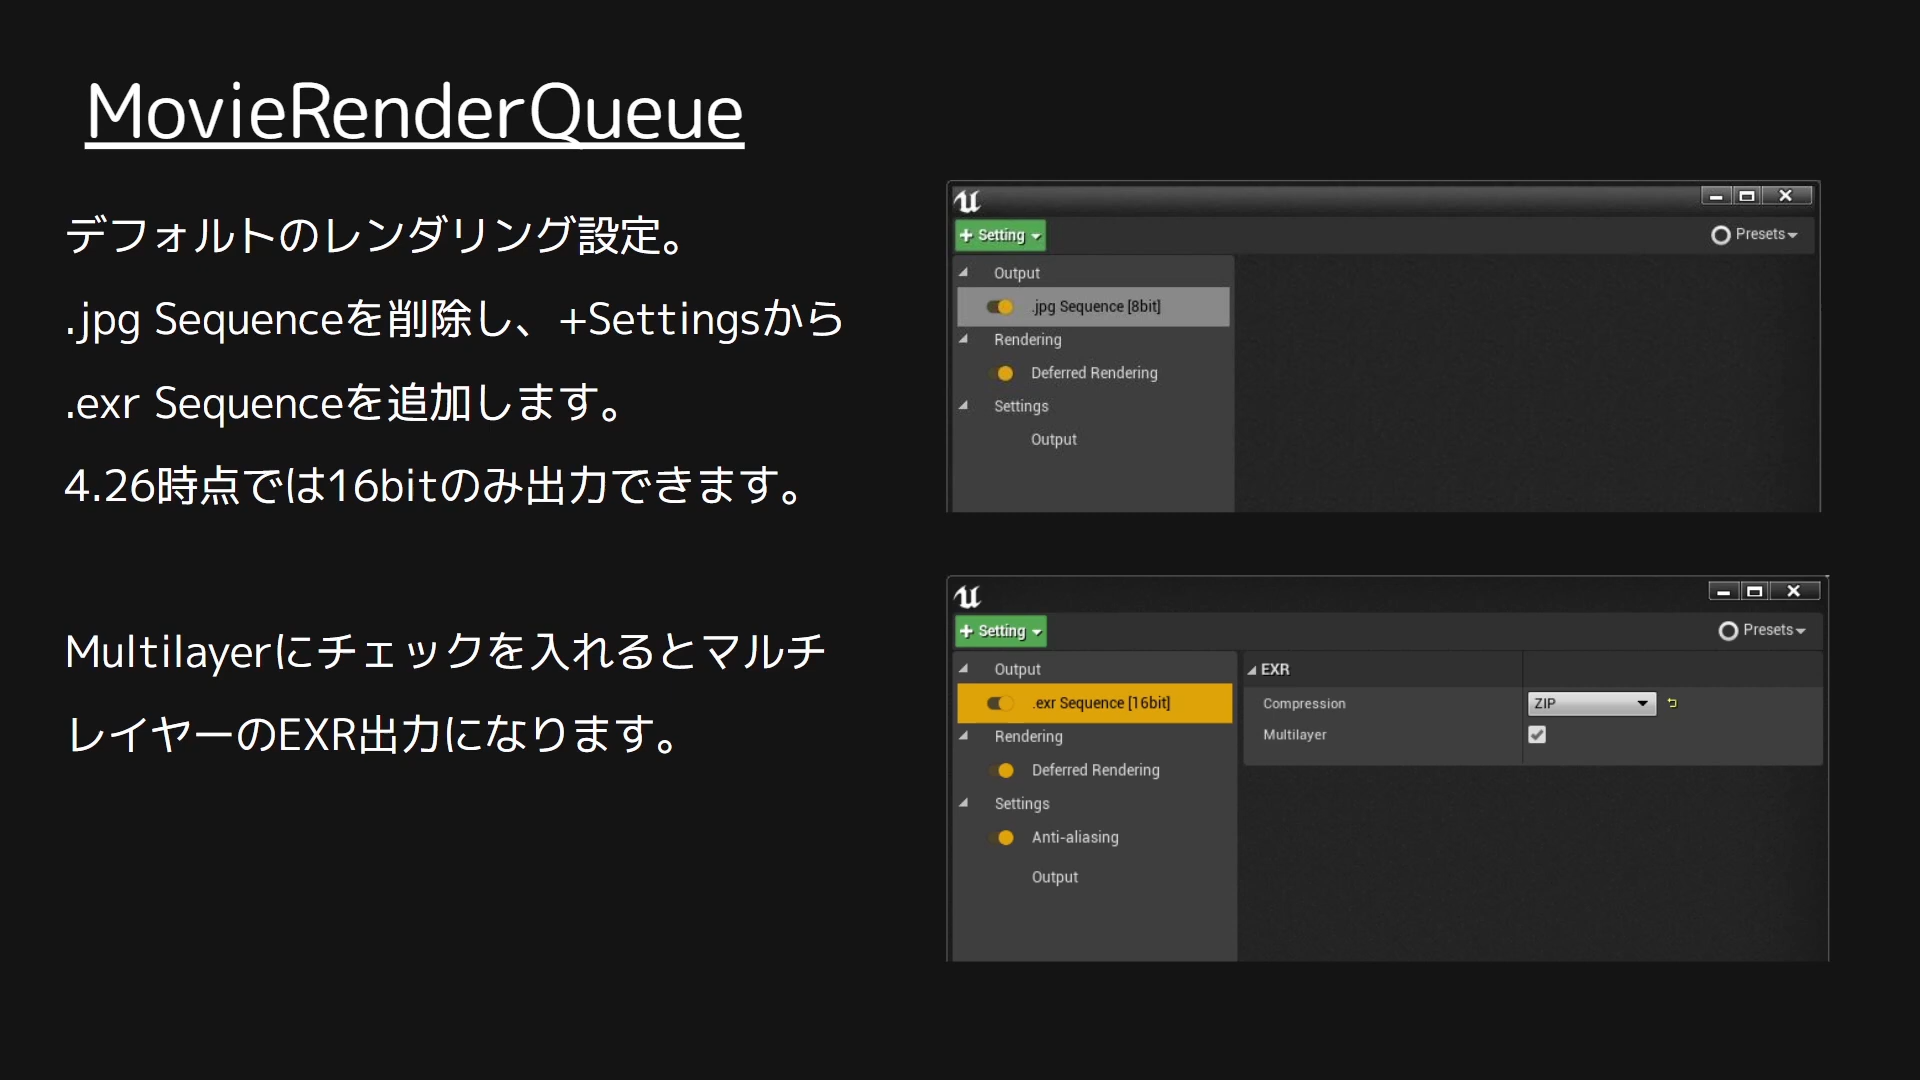 MovieRenderQueue
デフォルトのレンダリング設定。
.jpg Sequenceを削除し、+Settingsから
.exr Sequenceを追加します。
4.26時点では16bitのみ出力できます。
Multilayerにチェックを入れるとマルチ
レイヤーのEXR出力になります。
+ Setting
Presets
Output
.jpg Sequence [8bit]
Rendering
Deferred Rendering
Settings
Output
+ Setting
Presets
Output
.exr Sequence [16bit]
Rendering
Deferred Rendering
Settings
Anti-aliasing
Output
EXR
Compression ZIP
Multilayer